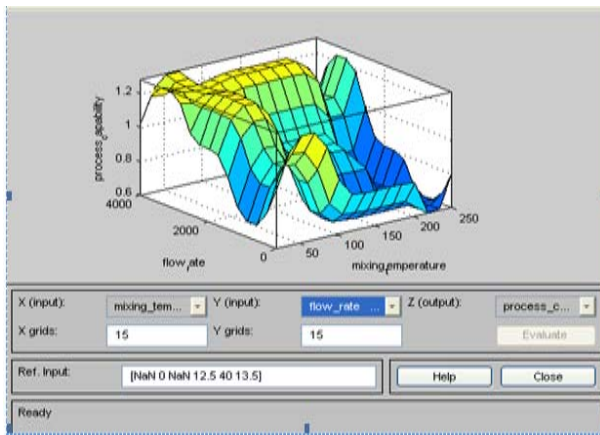 1.2
1
0.8
0.6
process_capability
4000
2000
0
flow_rate
50
100
150
200
250
mixing_temperature
X (input): mixing_tem... Y (input): flow_rate ... Z (output): process_c...
X grids: 15 Y grids: 15 Evaluate
Ref. Input: [NaN 0 NaN 12.5 40 13.5] Help Close
Ready